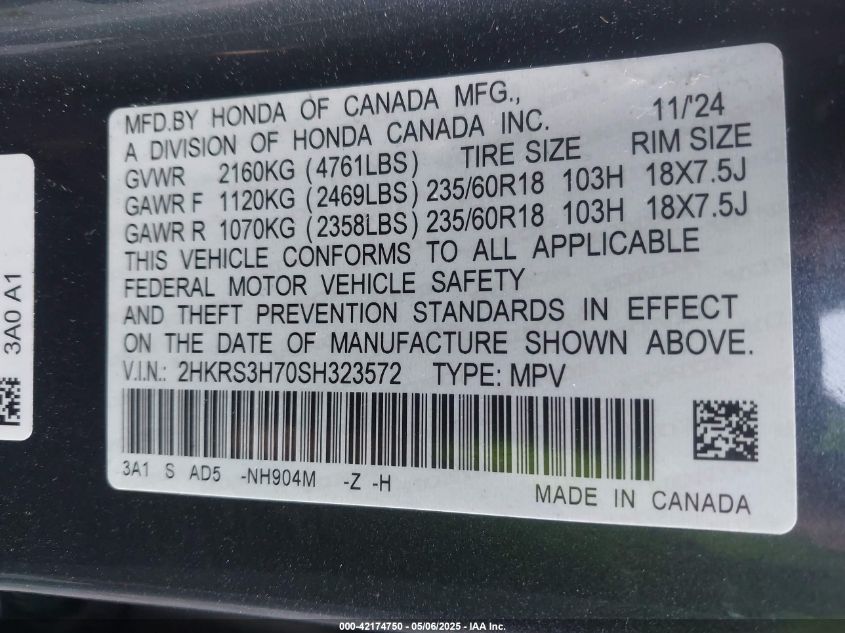 MFD.BY HONDA OF CANADA MFG.,
A DIVISION OF HONDA CANADA INC. 11/24
GVWR 2160KG (4761LBS) TIRE SIZE RIM SIZE
GAWR F 1120KG (2469LBS) 235/60R18 103H 18X7.5J
GAWR R 1070KG (2358LBS) 235/60R18 103H 18X7.5J
THIS VEHICLE CONFORMS TO ALL APPLICABLE
FEDERAL MOTOR VEHICLE SAFETY
AND THEFT PREVENTION STANDARDS IN EFFECT
ON THE DATE OF MANUFACTURE SHOWN ABOVE.
V.I.N.: 2HKRS3H70SH323572 TYPE: MPV
3A1 S AD5 -NH904M -Z -H
MADE IN CANADA
3A0 A1
000-42174750 - 05/06/2025 - IAA Inc.